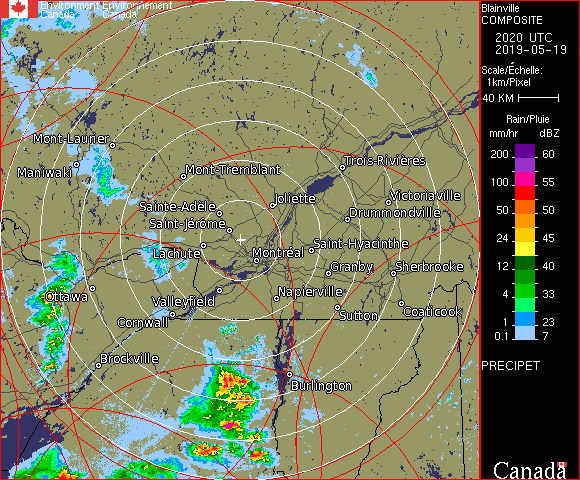 Environment Environnement
Canada Canada
Blainville
COMPOSITE
2020 UTC
2019-05-19
Scale/Échelle:
1km/Pixel
40 KM
Rain/Pluie
mm/hr dBZ
200 60
150 57
100 55
50 50
24 45
12 40
4 33
1 23
0.1 7
PRECIPET
Canada
Mont-Laurier
Maniwaki
Mont-Tremblant
Trois-Rivières
Sainte-Adèle
Joliette
Victoriaville
Saint-Jérôme
Drummondville
Lachute
Montréal
Saint-Hyacinthe
Granby
Sherbrooke
Ottawa
Valleyfield
Napierville
Cornwall
Sutton
Coaticook
Brockville
Burlington